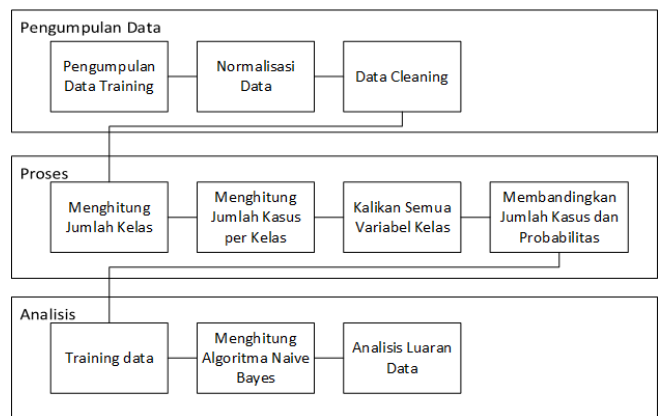 Pengumpulan Data
Pengumpulan
Data Training
Normalisasi
Data
Data Cleaning
Proses
Menghitung
Jumlah Kelas
Menghitung
Jumlah Kasus
per Kelas
Kalikan Semua
Variabel Kelas
Membandingkan
Jumlah Kasus dan
Probabilitas
Analisis
Training data
Menghitung
Algoritma Naive
Bayes
Analisis Luaran
Data